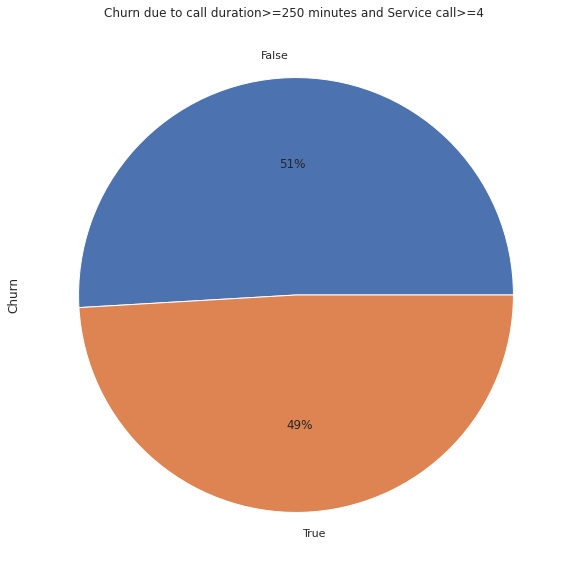 Churn due to call duration>=250 minutes and Service call>=4
False
51%
Churn
49%
True